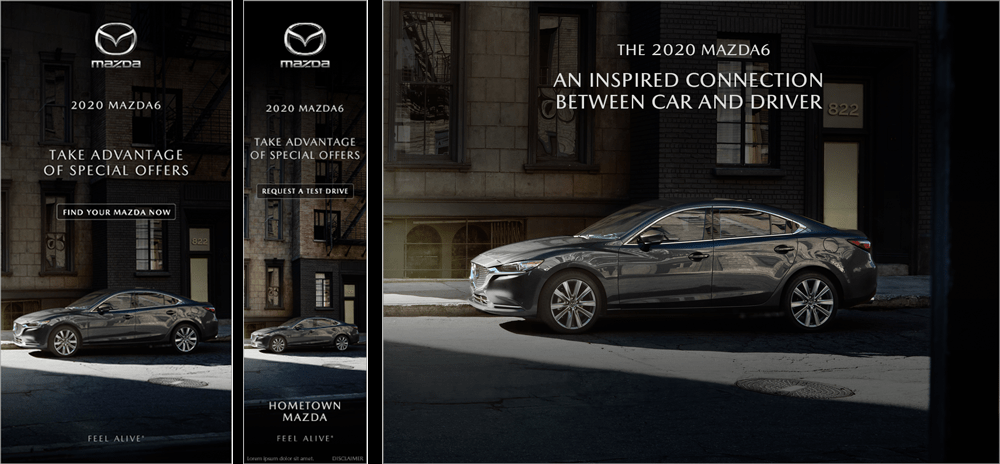 mazda
2020 MAZDA6
TAKE ADVANTAGE
OF SPECIAL OFFERS
FIND YOUR MAZDA NOW
822
FEEL ALIVE®
mazda
2020 MAZDA6
TAKE ADVANTAGE
OF SPECIAL OFFERS
REQUEST A TEST DRIVE
HOMETOWN
MAZDA
FEEL ALIVE®
Lorem ipsum dolor sit amet. DISCLAIMER
THE 2020 MAZDA6
AN INSPIRED CONNECTION
BETWEEN CAR AND DRIVER
822